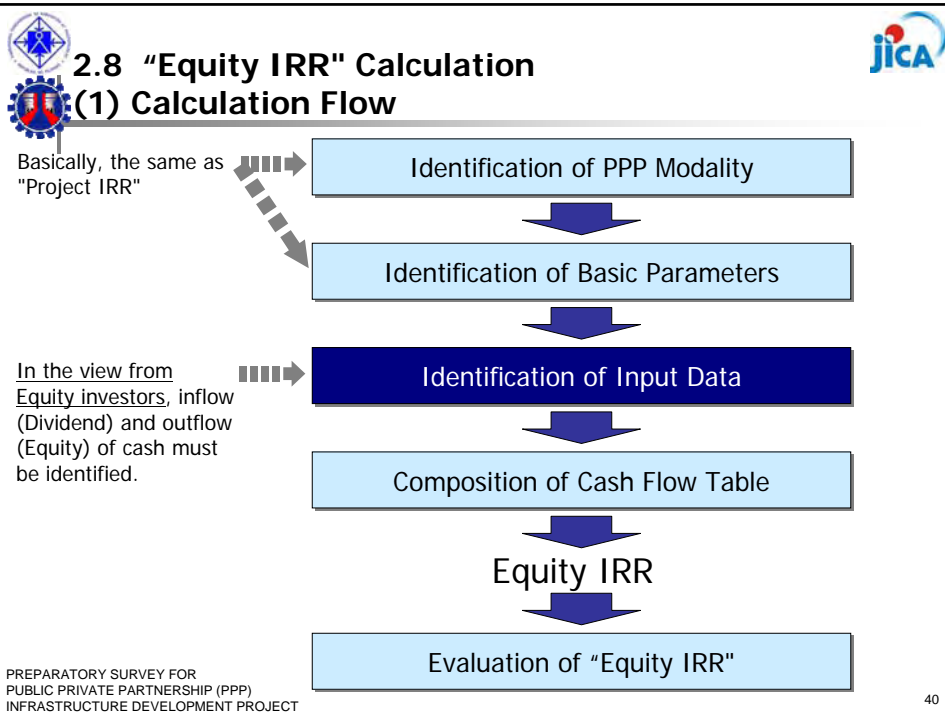 2.8 “Equity IRR" Calculation
(1) Calculation Flow
jICA
Basically, the same as
"Project IRR"
Identification of PPP Modality
Identification of Basic Parameters
In the view from
Equity investors, inflow
(Dividend) and outflow
(Equity) of cash must
be identified.
Identification of Input Data
Composition of Cash Flow Table
Equity IRR
Evaluation of “Equity IRR"
PREPARATORY SURVEY FOR
PUBLIC PRIVATE PARTNERSHIP (PPP)
INFRASTRUCTURE DEVELOPMENT PROJECT
40